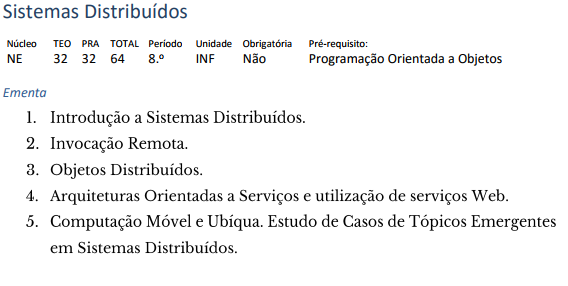 Sistemas Distribuídos
Núcleo TEO PRA TOTAL Período Unidade Obrigatória Pré-requisito:
NE 32 32 64 8.º INF Não Programação Orientada a Objetos
Ementa
1. Introdução a Sistemas Distribuídos.
2. Invocação Remota.
3. Objetos Distribuídos.
4. Arquiteturas Orientadas a Serviços e utilização de serviços Web.
5. Computação Móvel e Ubíqua. Estudo de Casos de Tópicos Emergentes
em Sistemas Distribuídos.